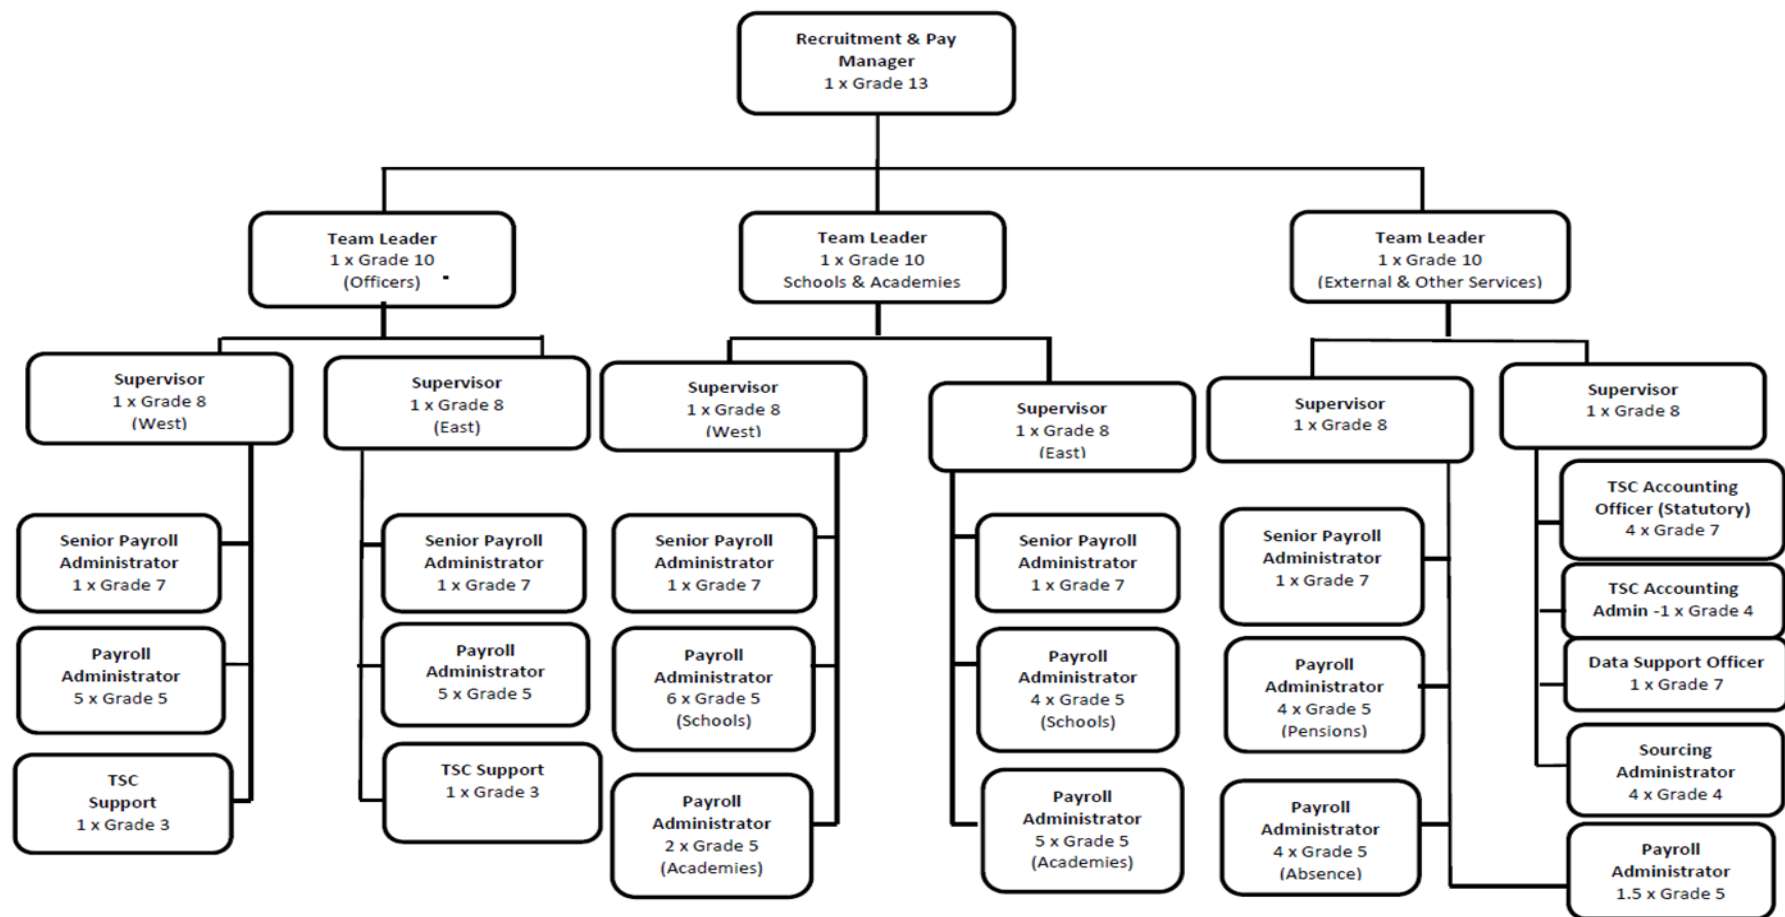 Recruitment & Pay
Manager
1 x Grade 13
Team Leader
1 x Grade 10
(Officers)
Team Leader
1 x Grade 10
Schools & Academies
Team Leader
1 x Grade 10
(External & Other Services)
Supervisor
1 x Grade 8
(West)
Supervisor
1 x Grade 8
(East)
Supervisor
1 x Grade 8
(West)
Supervisor
1 x Grade 8
(East)
Supervisor
1 x Grade 8
Supervisor
1 x Grade 8
Senior Payroll
Administrator
1 x Grade 7
Payroll
Administrator
5 x Grade 5
TSC
Support
1 x Grade 3
Senior Payroll
Administrator
1 x Grade 7
Payroll
Administrator
5 x Grade 5
TSC Support
1 x Grade 3
Senior Payroll
Administrator
1 x Grade 7
Payroll
Administrator
6 x Grade 5
(Schools)
Payroll
Administrator
2 x Grade 5
(Academies)
Senior Payroll
Administrator
1 x Grade 7
Payroll
Administrator
4 x Grade 5
(Schools)
Payroll
Administrator
5 x Grade 5
(Academies)
Senior Payroll
Administrator
1 x Grade 7
Payroll
Administrator
4 x Grade 5
(Pensions)
Payroll
Administrator
4 x Grade 5
(Absence)
TSC Accounting
Officer (Statutory)
4 x Grade 7
TSC Accounting
Admin -1 x Grade 4
Data Support Officer
1 x Grade 7
Sourcing
Administrator
4 x Grade 4
Payroll
Administrator
1.5 x Grade 5